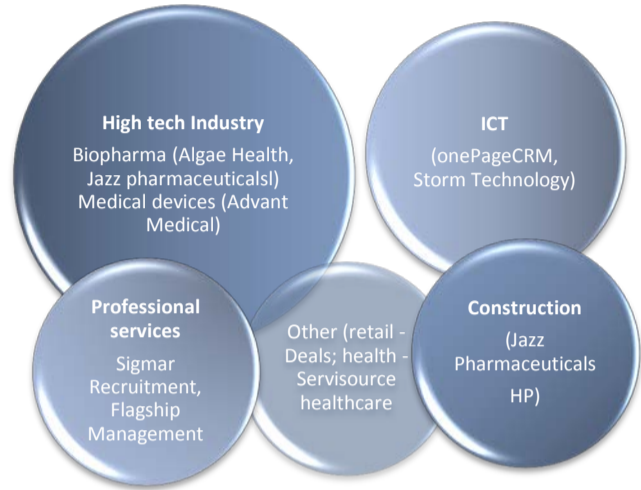 High tech Industry
Biopharma (Algae Health,
Jazz pharmaceuticalsl)
Medical devices (Advant
Medical)
ICT
(onePageCRM,
Storm Technology)
Professional
services
Sigmar
Recruitment,
Flagship
Management
Other (retail -
Deals; health -
Servisource
healthcare
Construction
(Jazz
Pharmaceuticals
HP)